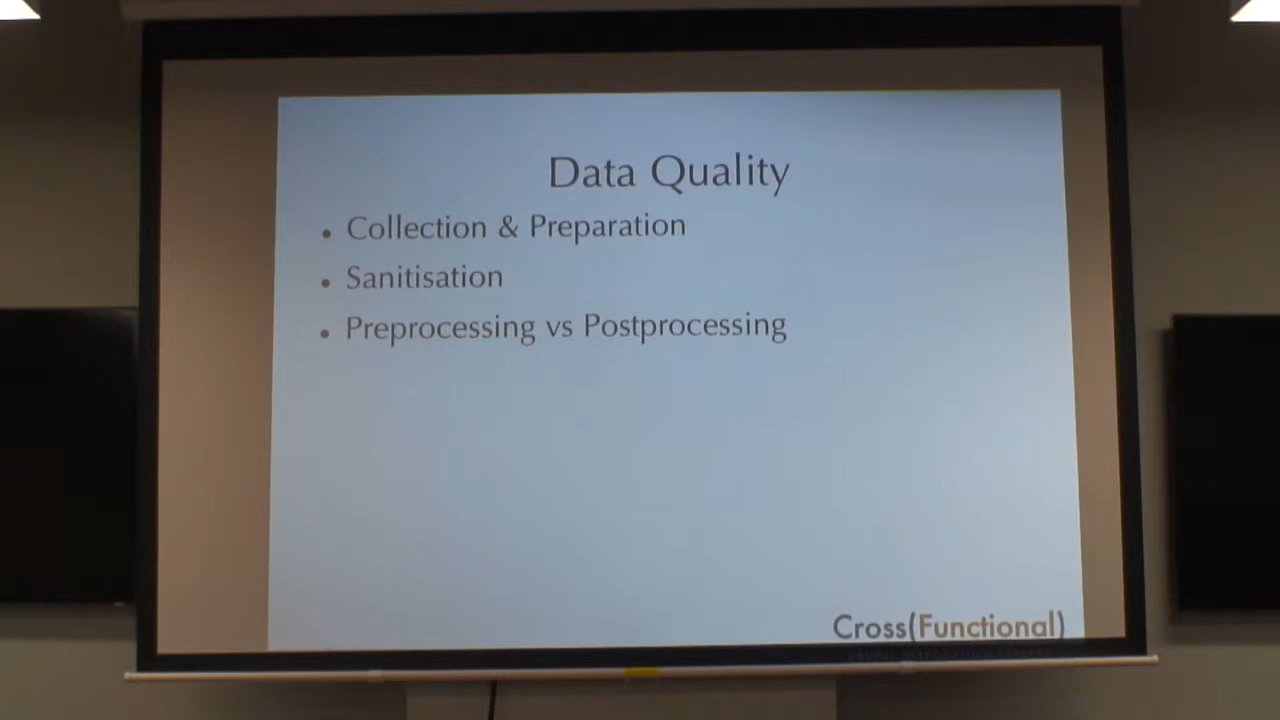 Data Quality
• Collection & Preparation
• Sanitisation
• Preprocessing vs Postprocessing
Cross(Functional)